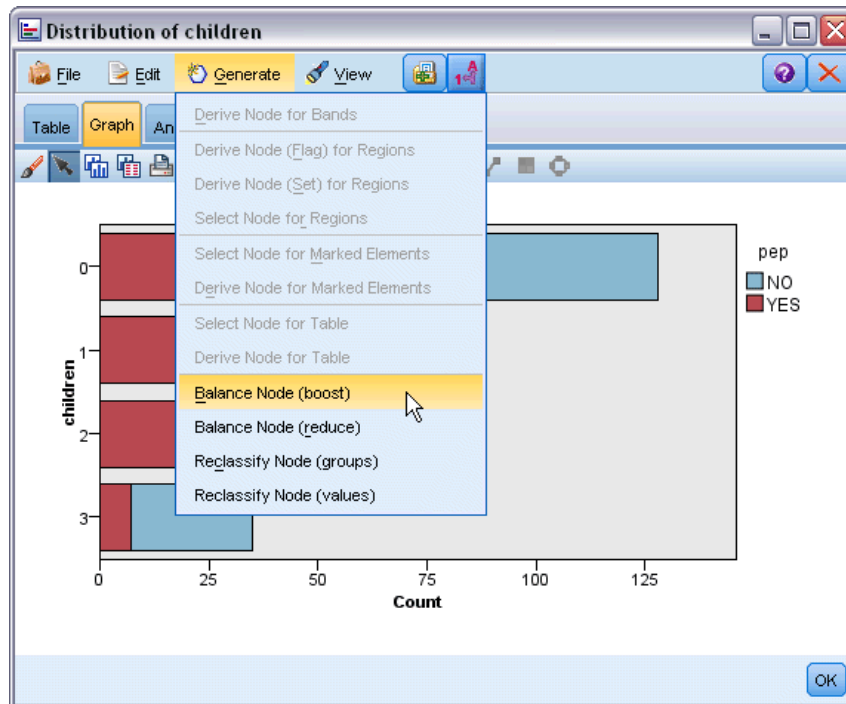 Distribution of children
File Edit Generate View
Table Graph An
Derive Node for Bands
Derive Node (Flag) for Regions
Derive Node (Set) for Regions
Select Node for Regions
Select Node for Marked Elements
Derive Node for Marked Elements
Select Node for Table
Derive Node for Table
Balance Node (boost)
Balance Node (reduce)
Reclassify Node (groups)
Reclassify Node (values)
pep
NO
YES
children
0
1
2
3
0 25 50 75 100 125
Count
OK